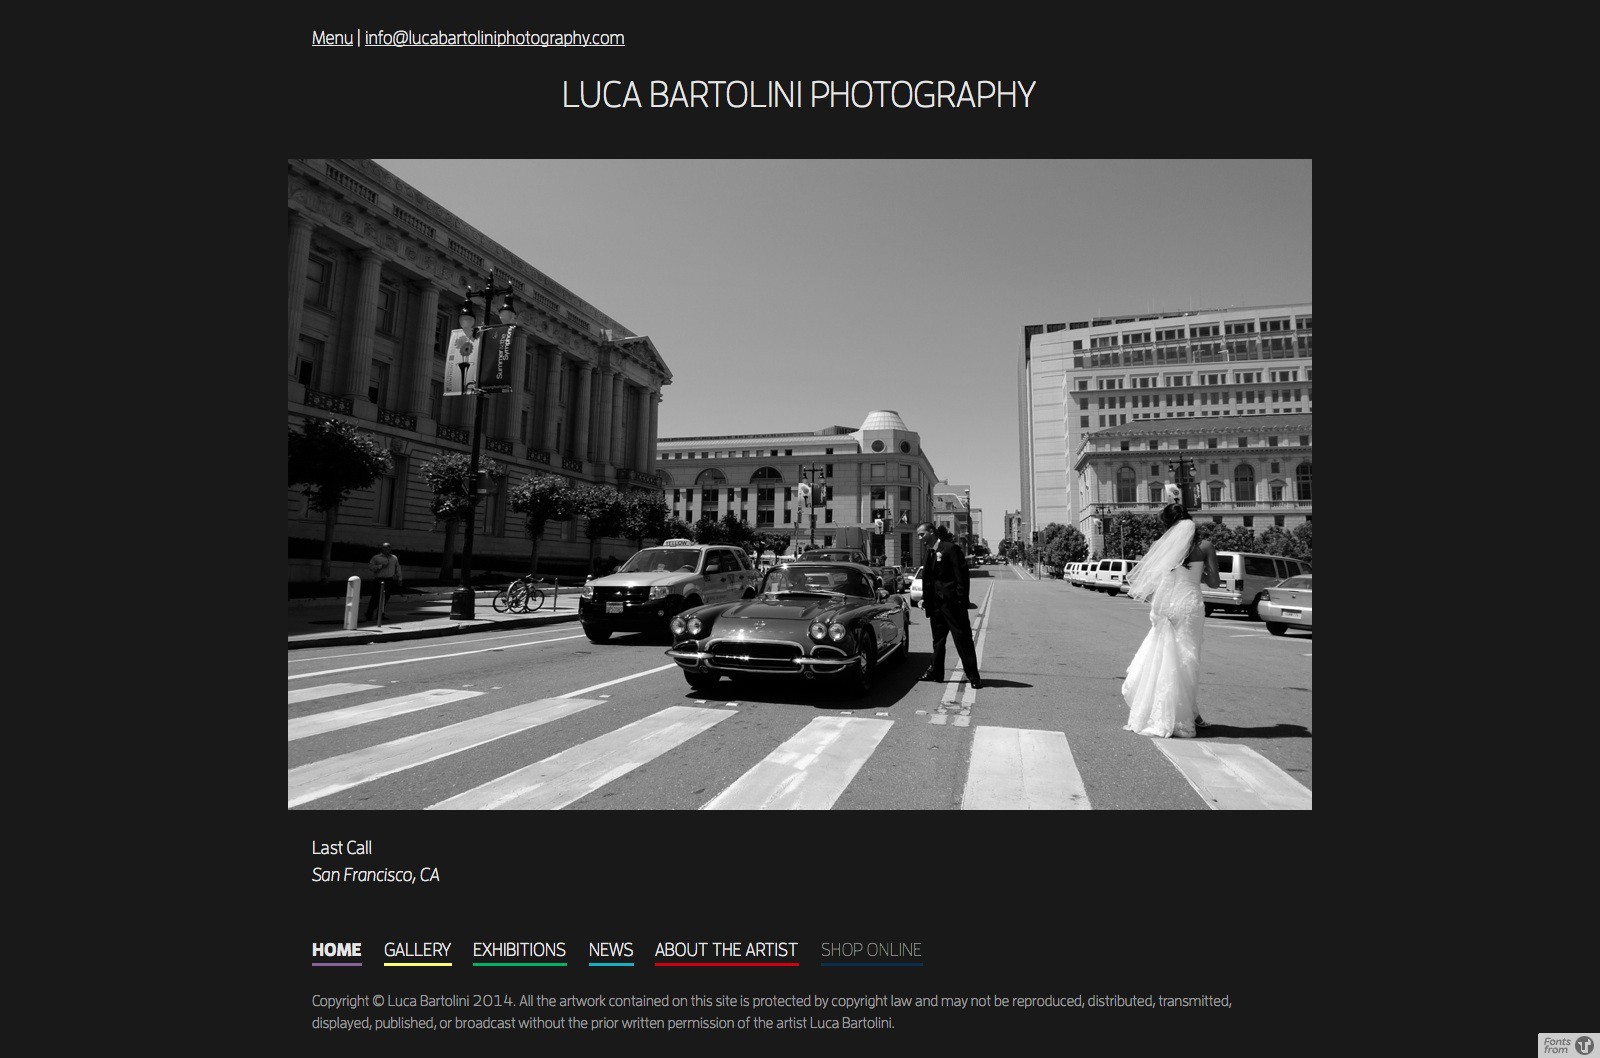 Menu | info@lucabartoliniphotography.com
LUCA BARTOLINI PHOTOGRAPHY
Summer & the
Symphony
YELLOW
Last Call
San Francisco, CA
HOME GALLERY EXHIBITIONS NEWS ABOUT THE ARTIST SHOP ONLINE
Copyright © Luca Bartolini 2014. All the artwork contained on this site is protected by copyright law and may not be reproduced, distributed, transmitted,
displayed, published, or broadcast without the prior written permission of the artist Luca Bartolini.
Fonts
from